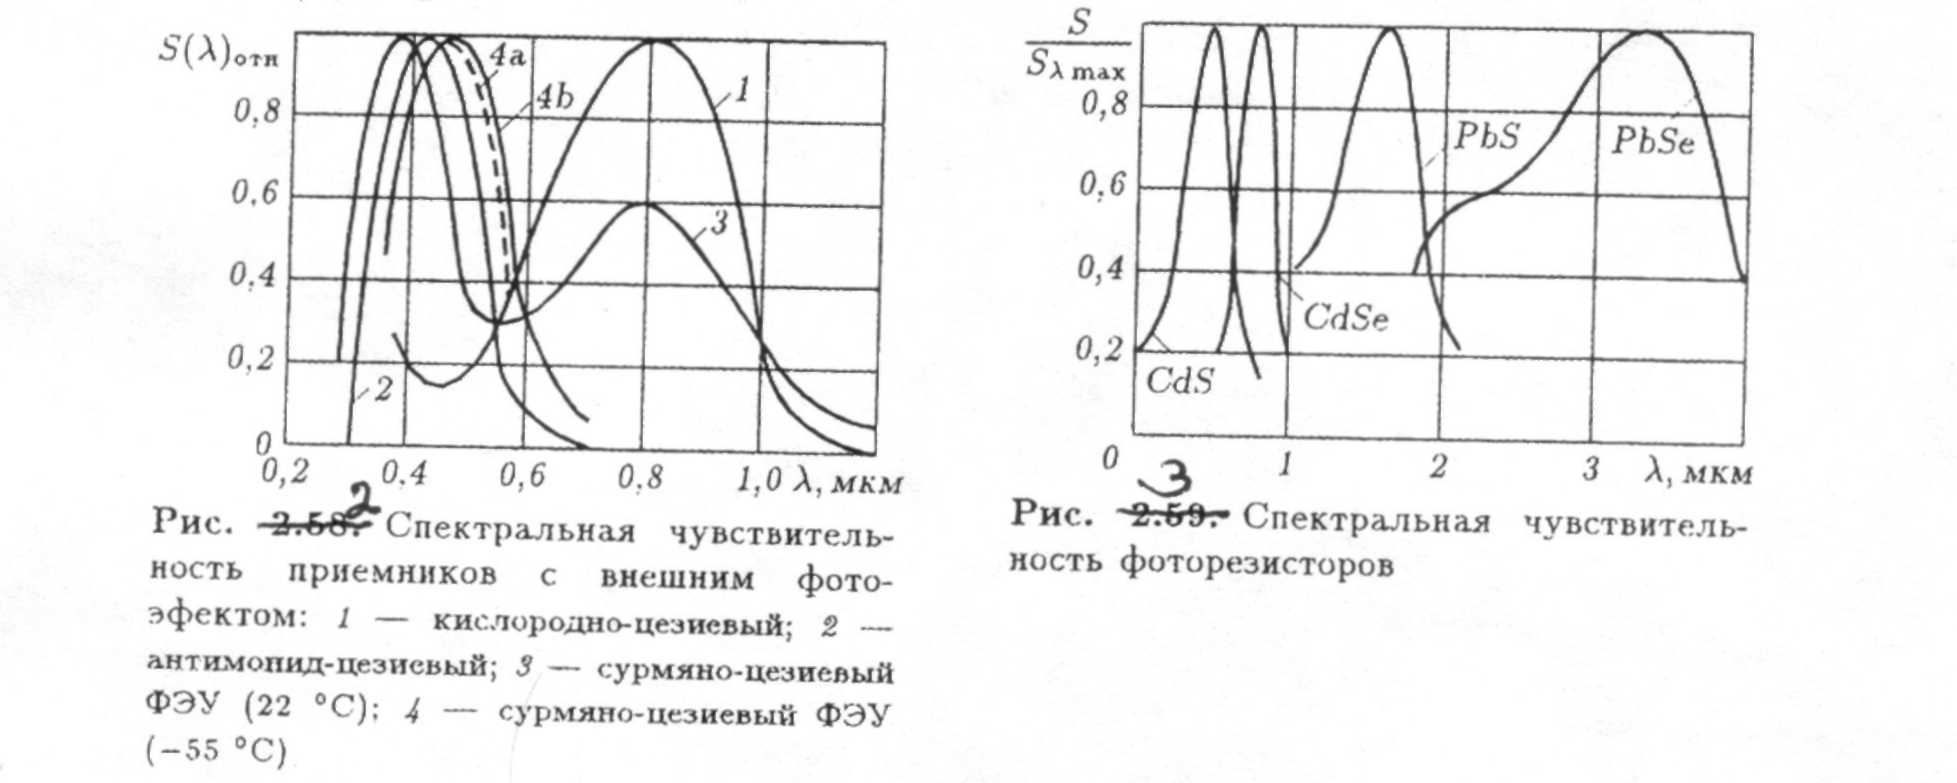 S(λ)отн
0,8
0,6
0,4
0,2
0
0,2 0,4 0,6 0,8 1,0 λ, мкм
4a
4b
1
3
2
2
Рис. 2.58. Спектральная чувствитель-
ность приемников с внешним фото-
эфектом: 1 — кислородно-цезиевый; 2 —
антимонид-цезиевый; 3 — сурмяно-цезиевый
ФЭУ (22 °C); 4 — сурмяно-цезиевый ФЭУ
(−55 °C)
S
Sλ max
0,8
0,6
0,4
0,2
0 1 2 3 λ, мкм
PbS
PbSe
CdSe
CdS
3
Рис. 2.59. Спектральная чувствитель-
ность фоторезисторов